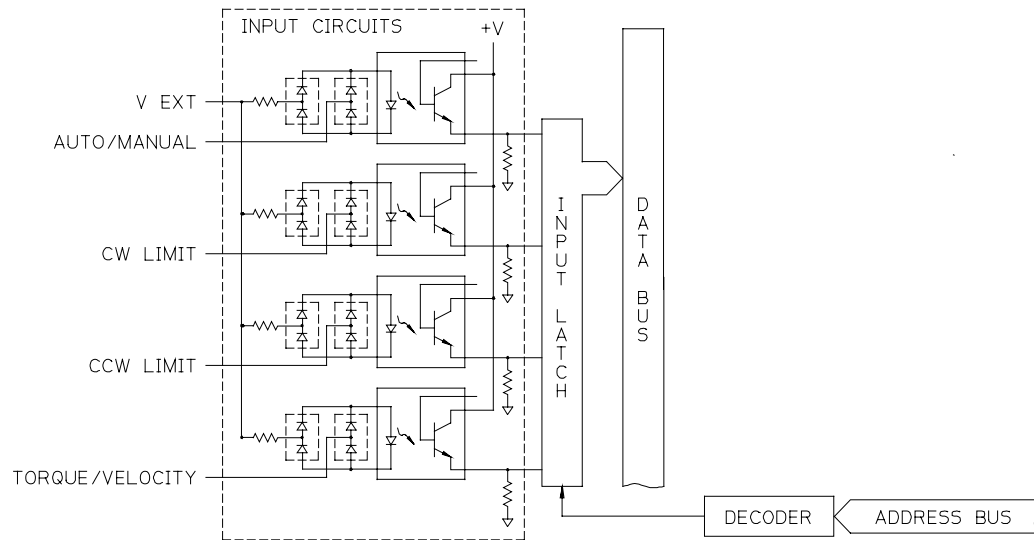 INPUT CIRCUITS
+V
V EXT
AUTO/MANUAL
CW LIMIT
CCW LIMIT
TORQUE/VELOCITY
INPUT LATCH
DATA BUS
DECODER
ADDRESS BUS